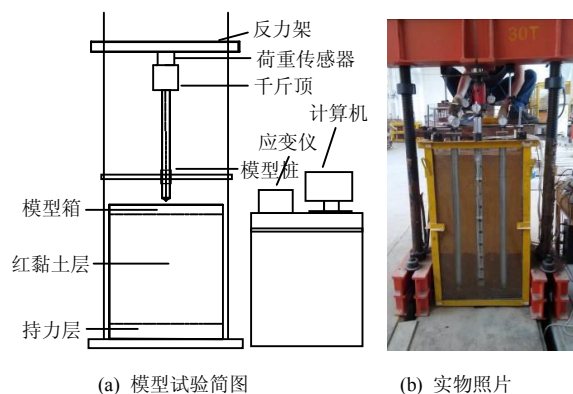 反力架
荷重传感器
千斤顶
计算机
应变仪
模型桩
模型箱
红黏土层
持力层
(a) 模型试验简图
30T
(b) 实物照片